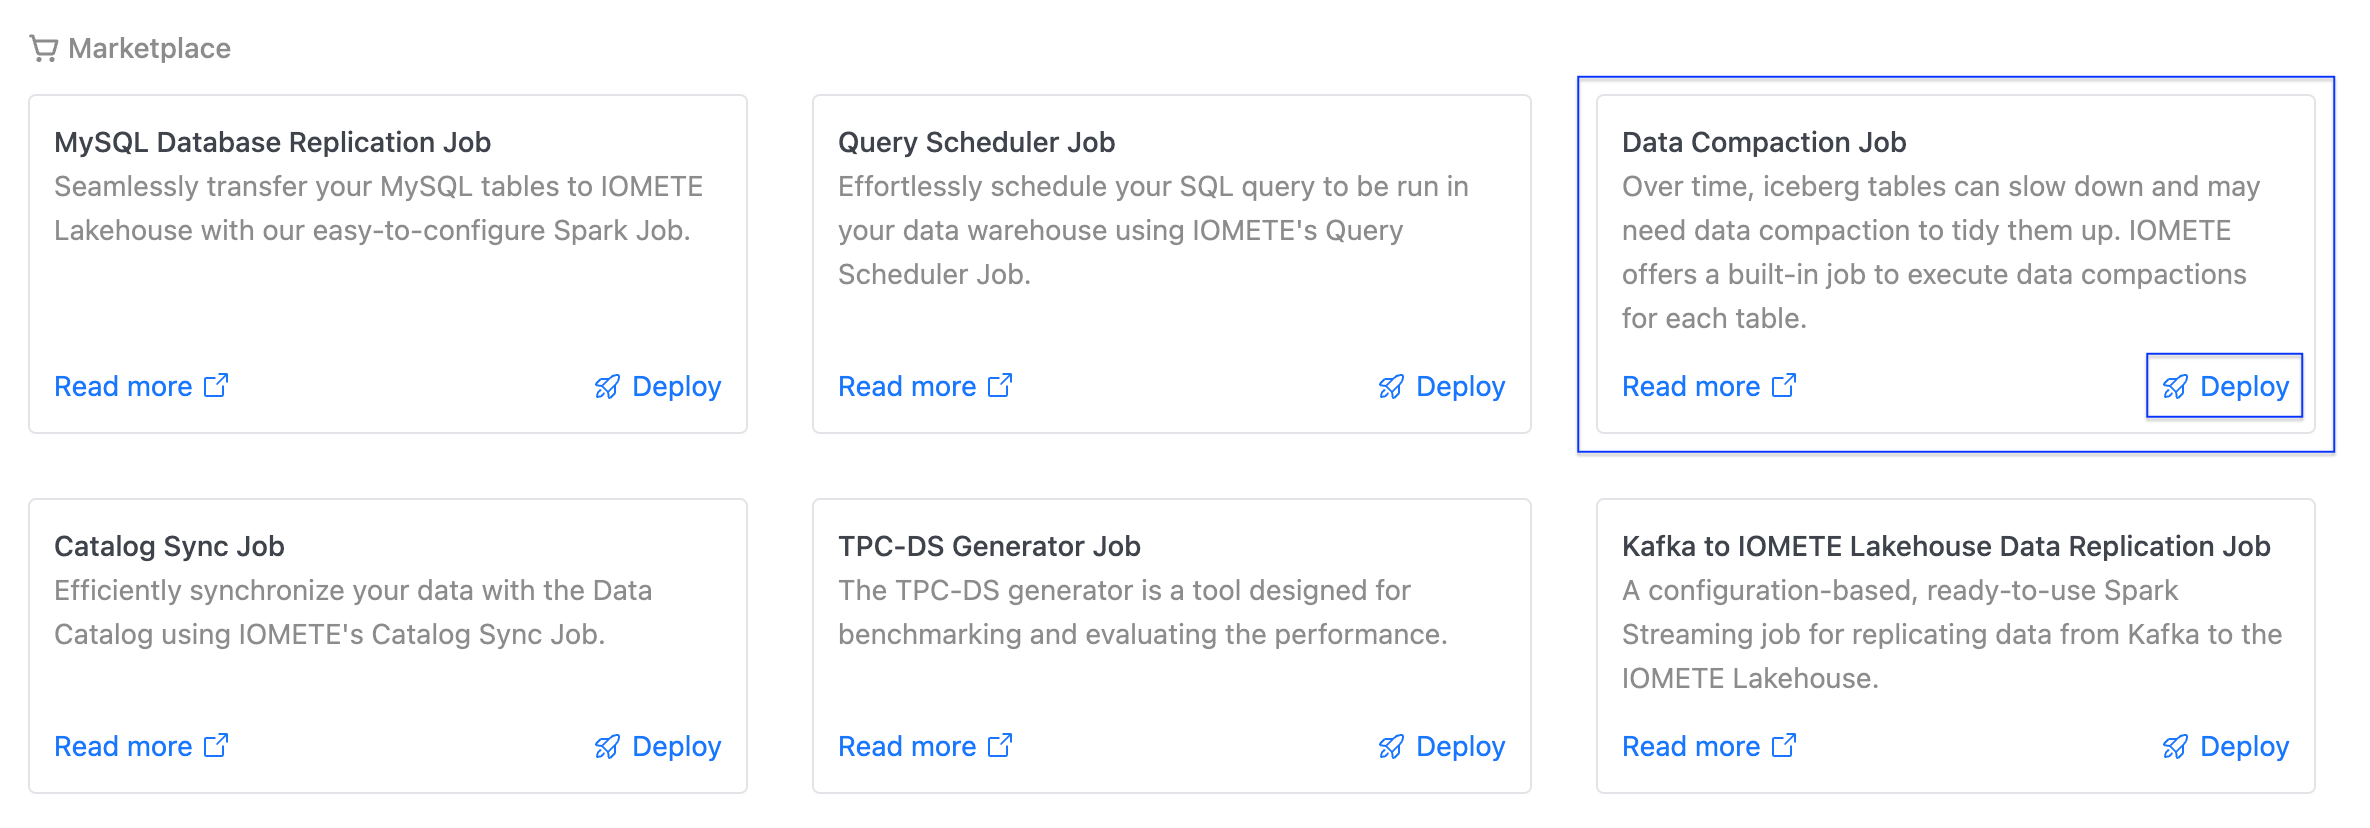 Marketplace
MySQL Database Replication Job
Seamlessly transfer your MySQL tables to IOMETE
Lakehouse with our easy-to-configure Spark Job.
Read more
Deploy
Query Scheduler Job
Effortlessly schedule your SQL query to be run in
your data warehouse using IOMETE's Query
Scheduler Job.
Read more
Deploy
Data Compaction Job
Over time, iceberg tables can slow down and may
need data compaction to tidy them up. IOMETE
offers a built-in job to execute data compactions
for each table.
Read more
Deploy
Catalog Sync Job
Efficiently synchronize your data with the Data
Catalog using IOMETE's Catalog Sync Job.
Read more
Deploy
TPC-DS Generator Job
The TPC-DS generator is a tool designed for
benchmarking and evaluating the performance.
Read more
Deploy
Kafka to IOMETE Lakehouse Data Replication Job
A configuration-based, ready-to-use Spark
Streaming job for replicating data from Kafka to the
IOMETE Lakehouse.
Read more
Deploy